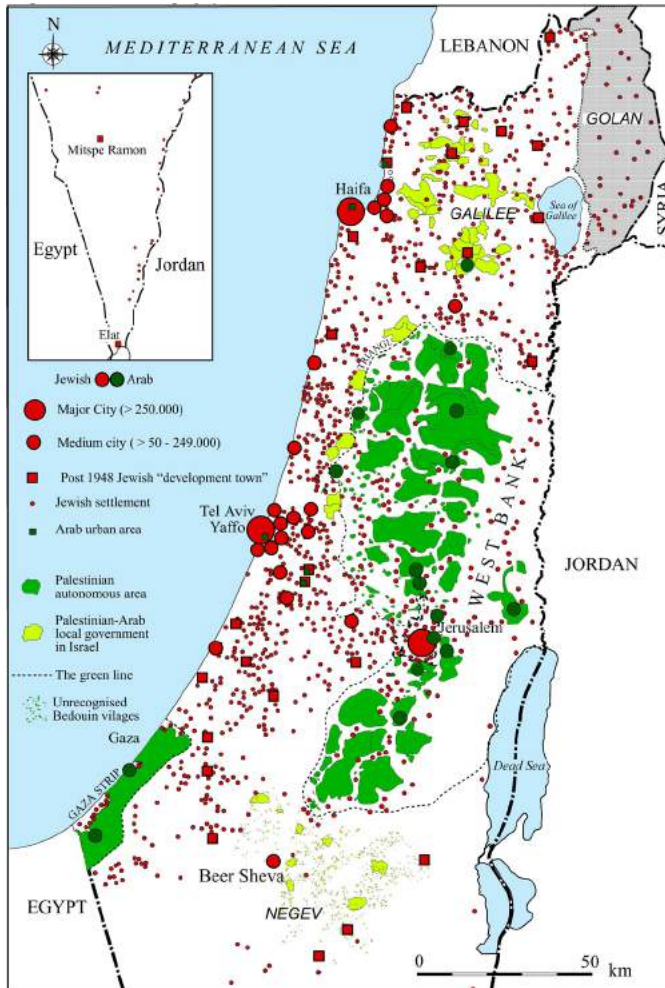 N
MEDITERRANEAN SEA
LEBANON
GOLAN
SYRIA
Mitspe Ramon
Egypt
Jordan
Elat
Haifa
GALILEE
Sea of
Galilee
Jewish
Arab
Major City (> 250.000)
Medium city (> 50 - 249.000)
Post 1948 Jewish "development town"
Jewish settlement
Arab urban area
Palestinian
autonomous area
Palestinian-Arab
local government
in Israel
The green line
Unrecognised
Bedouin vilages
TRIANGL
Tel Aviv
Yaffo
WEST BANK
JORDAN
Jerusalem
Gaza
GAZA STRIP
Dead Sea
Beer Sheva
EGYPT
NEGEV
0
50
km